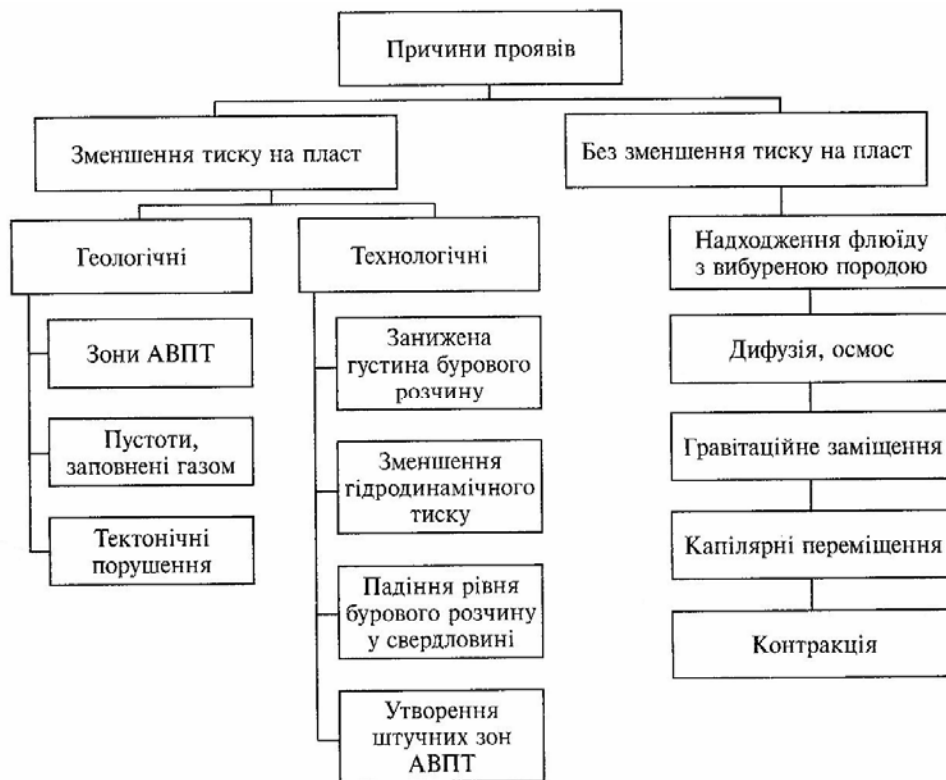 Причини проявів
Зменшення тиску на пласт
Без зменшення тиску на пласт
Геологічні
Технологічні
Надходження флюїду
з вибуреною породою
Зони АВПТ
Занижена
густина бурового
розчину
Дифузія, осмос
Пустоти,
заповнені газом
Зменшення
гідродинамічного
тиску
Гравітаційне заміщення
Тектонічні
порушення
Капілярні переміщення
Падіння рівня
бурового розчину
у свердловині
Контракція
Утворення
штучних зон
АВПТ